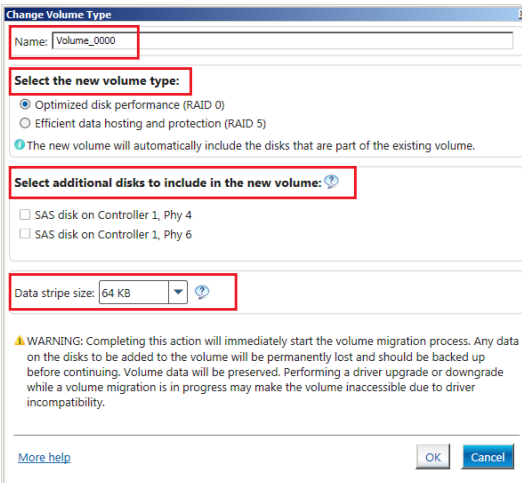 Change Volume Type
Name: Volume_0000
Select the new volume type:
Optimized disk performance (RAID 0)
Efficient data hosting and protection (RAID 5)
The new volume will automatically include the disks that are part of the existing volume.
Select additional disks to include in the new volume:
SAS disk on Controller 1, Phy 4
SAS disk on Controller 1, Phy 6
Data stripe size: 64 KB
WARNING: Completing this action will immediately start the volume migration process. Any data
on the disks to be added to the volume will be permanently lost and should be backed up
before continuing. Volume data will be preserved. Performing a driver upgrade or downgrade
while a volume migration is in progress may make the volume inaccessible due to driver
incompatibility.
More help
OK
Cancel